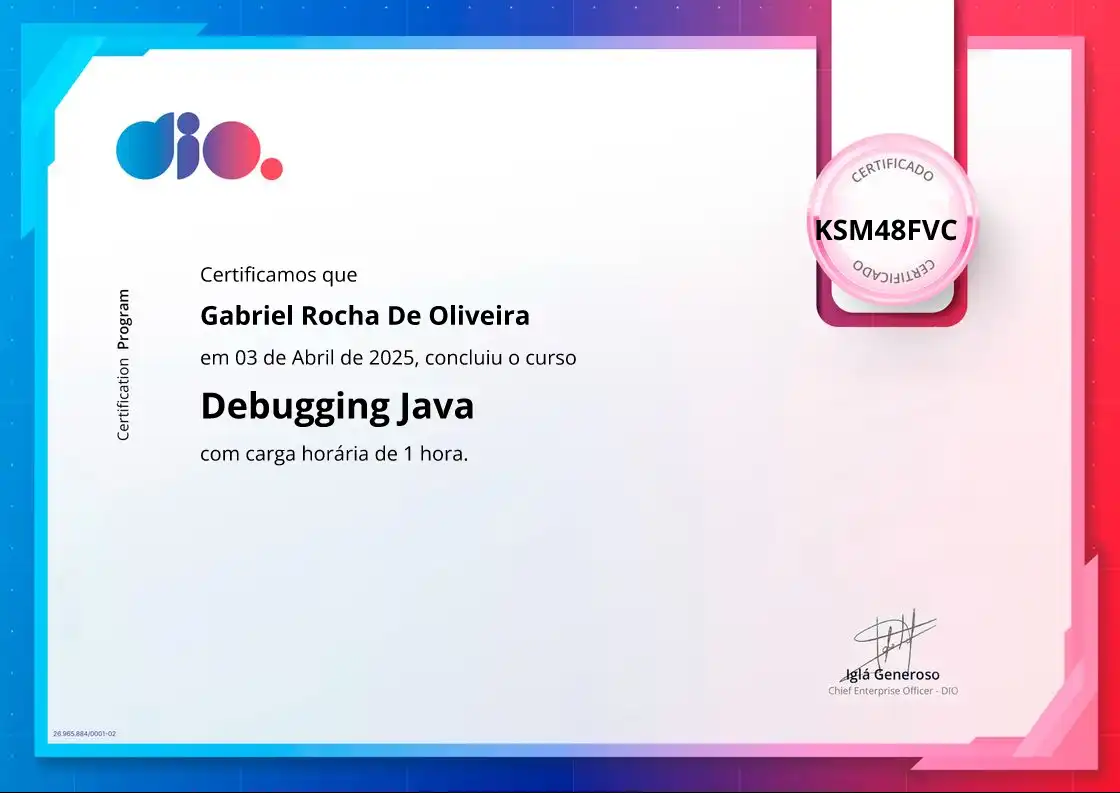 dio.
CERTIFICADO
KSM48FVC
CERTIFICADO
Certification Program
Certificamos que
Gabriel Rocha De Oliveira
em 03 de Abril de 2025, concluiu o curso
Debugging Java
com carga horária de 1 hora.
Iglá Generoso
Chief Enterprise Officer - DIO
26.965.884/0001-02